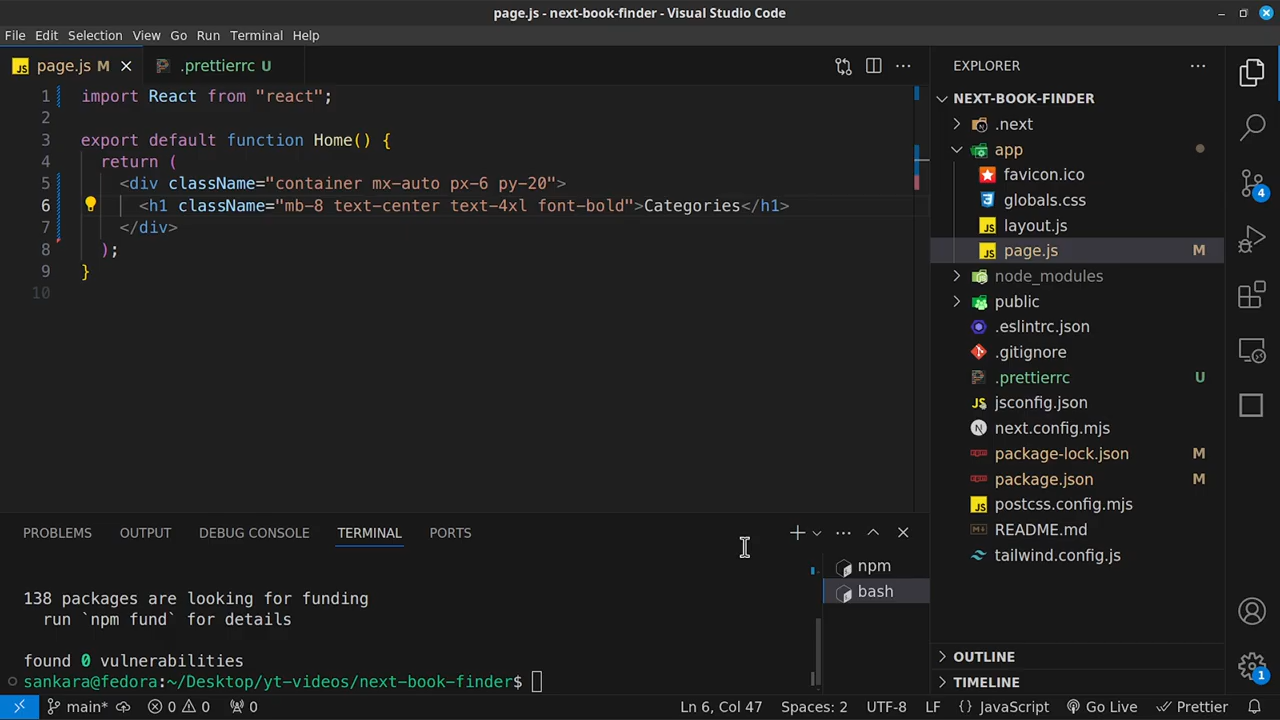 page.js - next-book-finder - Visual Studio Code
File Edit Selection View Go Run Terminal Help
page.js M
.prettierrc U
1 import React from "react";
2
3 export default function Home() {
4 return (
5 <div className="container mx-auto px-6 py-20">
6 <h1 className="mb-8 text-center text-4xl font-bold">Categories</h1>
7 </div>
8 );
9 }
10
PROBLEMS OUTPUT DEBUG CONSOLE TERMINAL PORTS
138 packages are looking for funding
run `npm fund` for details
found 0 vulnerabilities
sankara@fedora:~/Desktop/yt-videos/next-book-finder$
npm
bash
EXPLORER
NEXT-BOOK-FINDER
.next
app
favicon.ico
globals.css
layout.js
page.js M
node_modules
public
.eslintrc.json
.gitignore
.prettierrc U
jsconfig.json
next.config.mjs
package-lock.json M
package.json M
postcss.config.mjs
README.md
tailwind.config.js
OUTLINE
TIMELINE
4
1
main* 0 0 0 Ln 6, Col 47 Spaces: 2 UTF-8 LF {} JavaScript Go Live Prettier